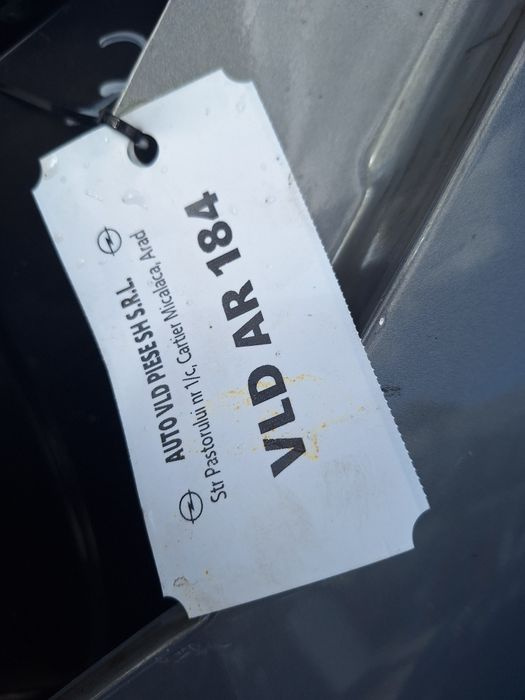 AUTO VLD PIESE SH S.R.L.
Str Pastorului nr 1/c, Cartier Micalaca, Arad
VLD AR 184